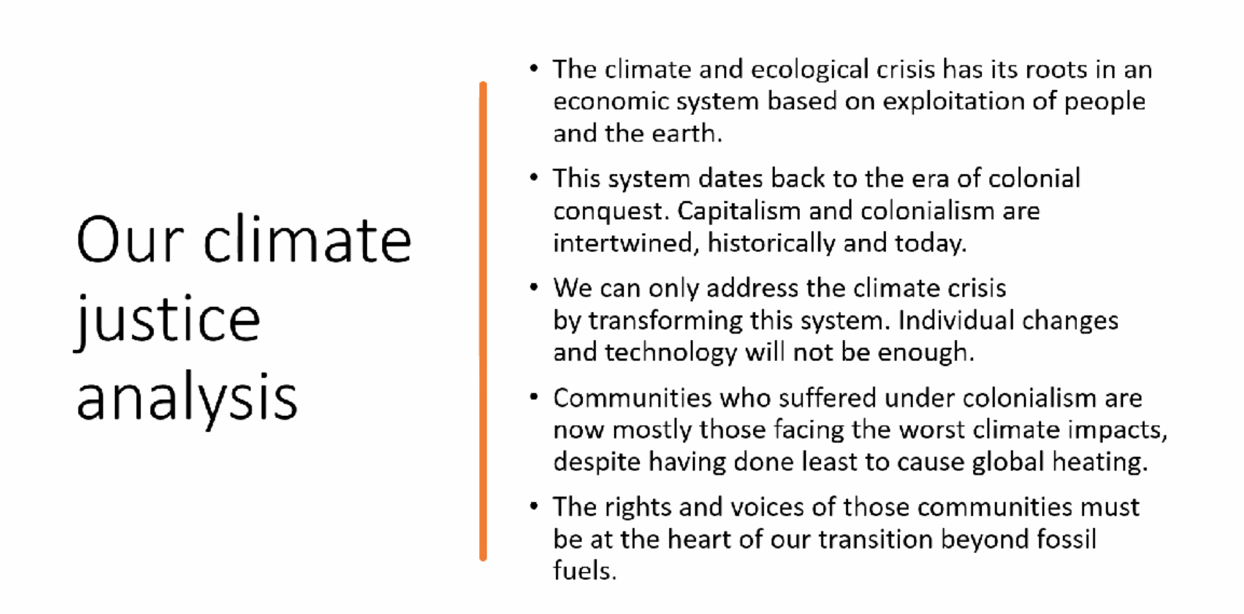 Our climate
justice
analysis
• The climate and ecological crisis has its roots in an
economic system based on exploitation of people
and the earth.
• This system dates back to the era of colonial
conquest. Capitalism and colonialism are
intertwined, historically and today.
• We can only address the climate crisis
by transforming this system. Individual changes
and technology will not be enough.
• Communities who suffered under colonialism are
now mostly those facing the worst climate impacts,
despite having done least to cause global heating.
• The rights and voices of those communities must
be at the heart of our transition beyond fossil
fuels.